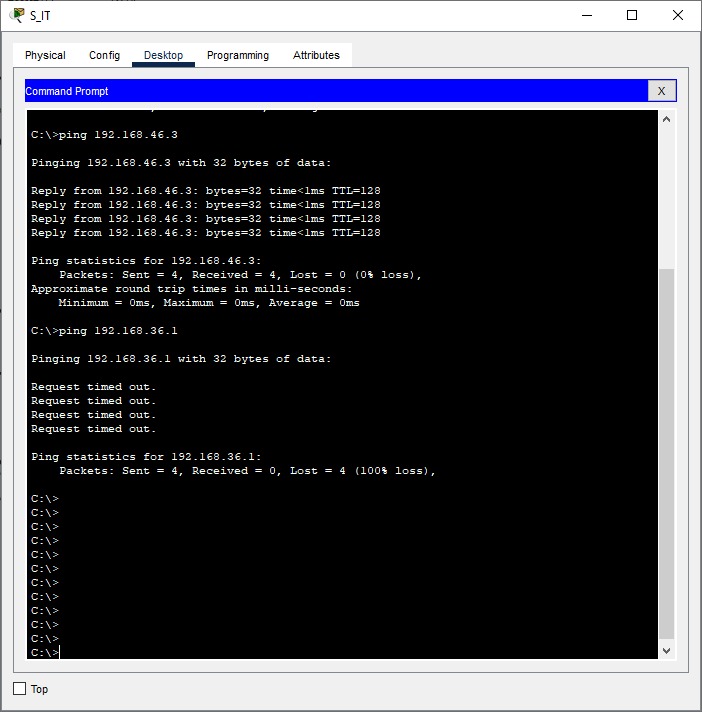 S_IT
Physical Config Desktop Programming Attributes
Command Prompt
X
C:\>ping 192.168.46.3
Pinging 192.168.46.3 with 32 bytes of data:
Reply from 192.168.46.3: bytes=32 time<1ms TTL=128
Reply from 192.168.46.3: bytes=32 time<1ms TTL=128
Reply from 192.168.46.3: bytes=32 time<1ms TTL=128
Reply from 192.168.46.3: bytes=32 time<1ms TTL=128
Ping statistics for 192.168.46.3:
Packets: Sent = 4, Received = 4, Lost = 0 (0% loss),
Approximate round trip times in milli-seconds:
Minimum = 0ms, Maximum = 0ms, Average = 0ms
C:\>ping 192.168.36.1
Pinging 192.168.36.1 with 32 bytes of data:
Request timed out.
Request timed out.
Request timed out.
Request timed out.
Ping statistics for 192.168.36.1:
Packets: Sent = 4, Received = 0, Lost = 4 (100% loss),
C:\>
C:\>
C:\>
C:\>
C:\>
C:\>
C:\>
C:\>
C:\>
C:\>
C:\>
C:\>
Top